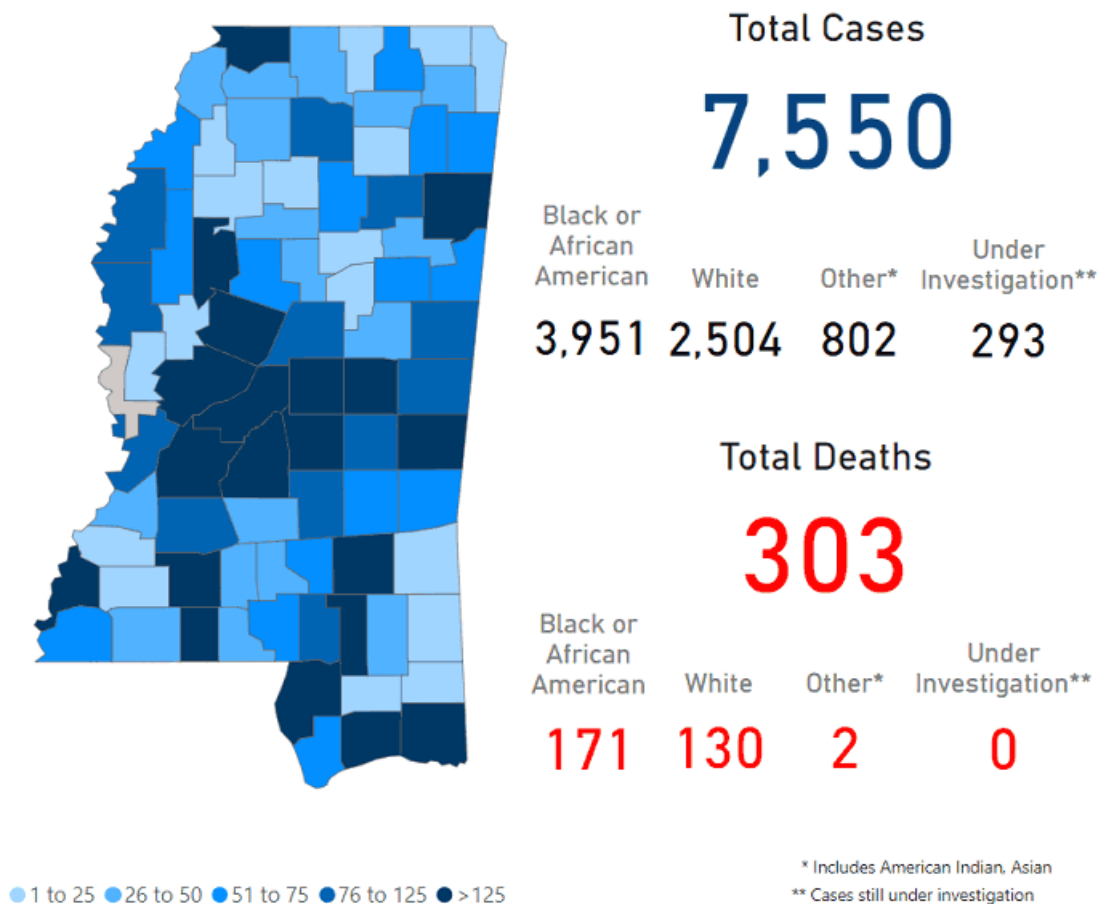 Total Cases
7,550
Black or
African
American
White
Other*
Under
Investigation**
3,951
2,504
802
293
Total Deaths
303
Black or
African
American
White
Other*
Under
Investigation**
171
130
2
0
1 to 25 26 to 50 51 to 75 76 to 125 >125
* Includes American Indian, Asian
** Cases still under investigation